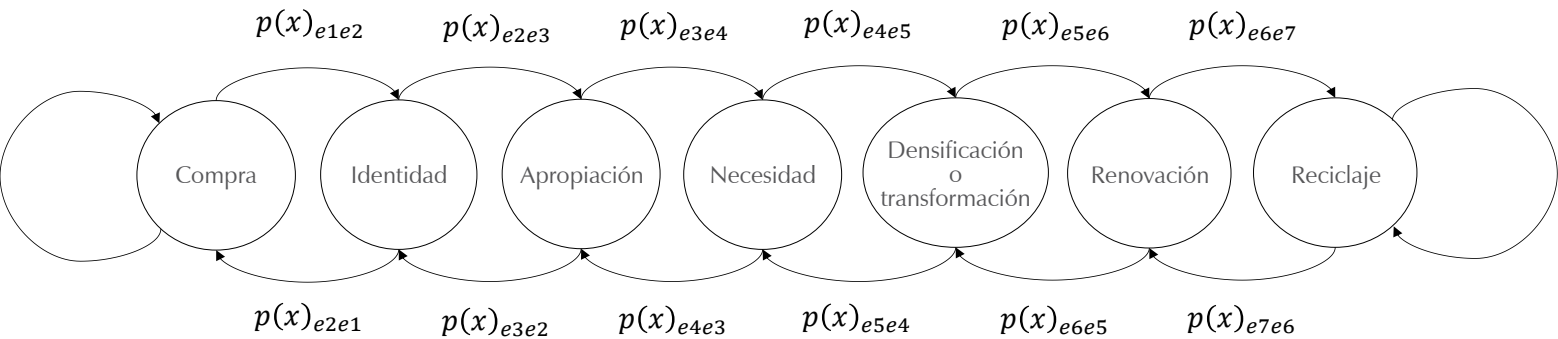 p(x)e1e2
p(x)e2e3
p(x)e3e4
p(x)e4e5
p(x)e5e6
p(x)e6e7
Compra
Identidad
Apropiación
Necesidad
Densificación
o
transformación
Renovación
Reciclaje
p(x)e2e1
p(x)e3e2
p(x)e4e3
p(x)e5e4
p(x)e6e5
p(x)e7e6